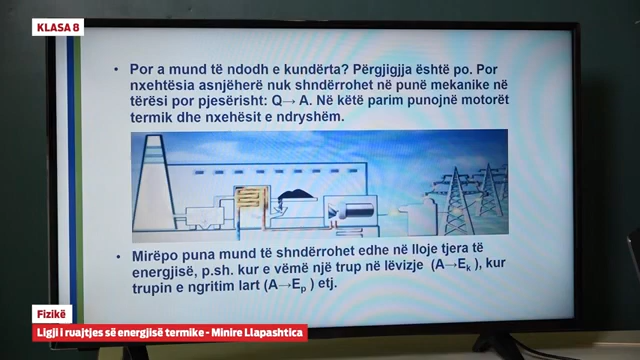 KLASA 8
• Por a mund të ndodh e kundërta? Përgjigjja është po. Por
nxehtësia asnjëherë nuk shndërrohet në punë mekanike në
tërësi por pjesërisht: Q→ A. Në këtë parim punojnë motorët
termik dhe nxehësit e ndryshëm.
• Mirëpo puna mund të shndërrohet edhe në lloje tjera të
energjisë, p.sh. kur e vëmë një trup në lëvizje (A→Ek ), kur
trupin e ngritim lart (A→Ep ) etj.
Fizikë
Ligji i ruajtjes së energjisë termike - Minire Llapashtica